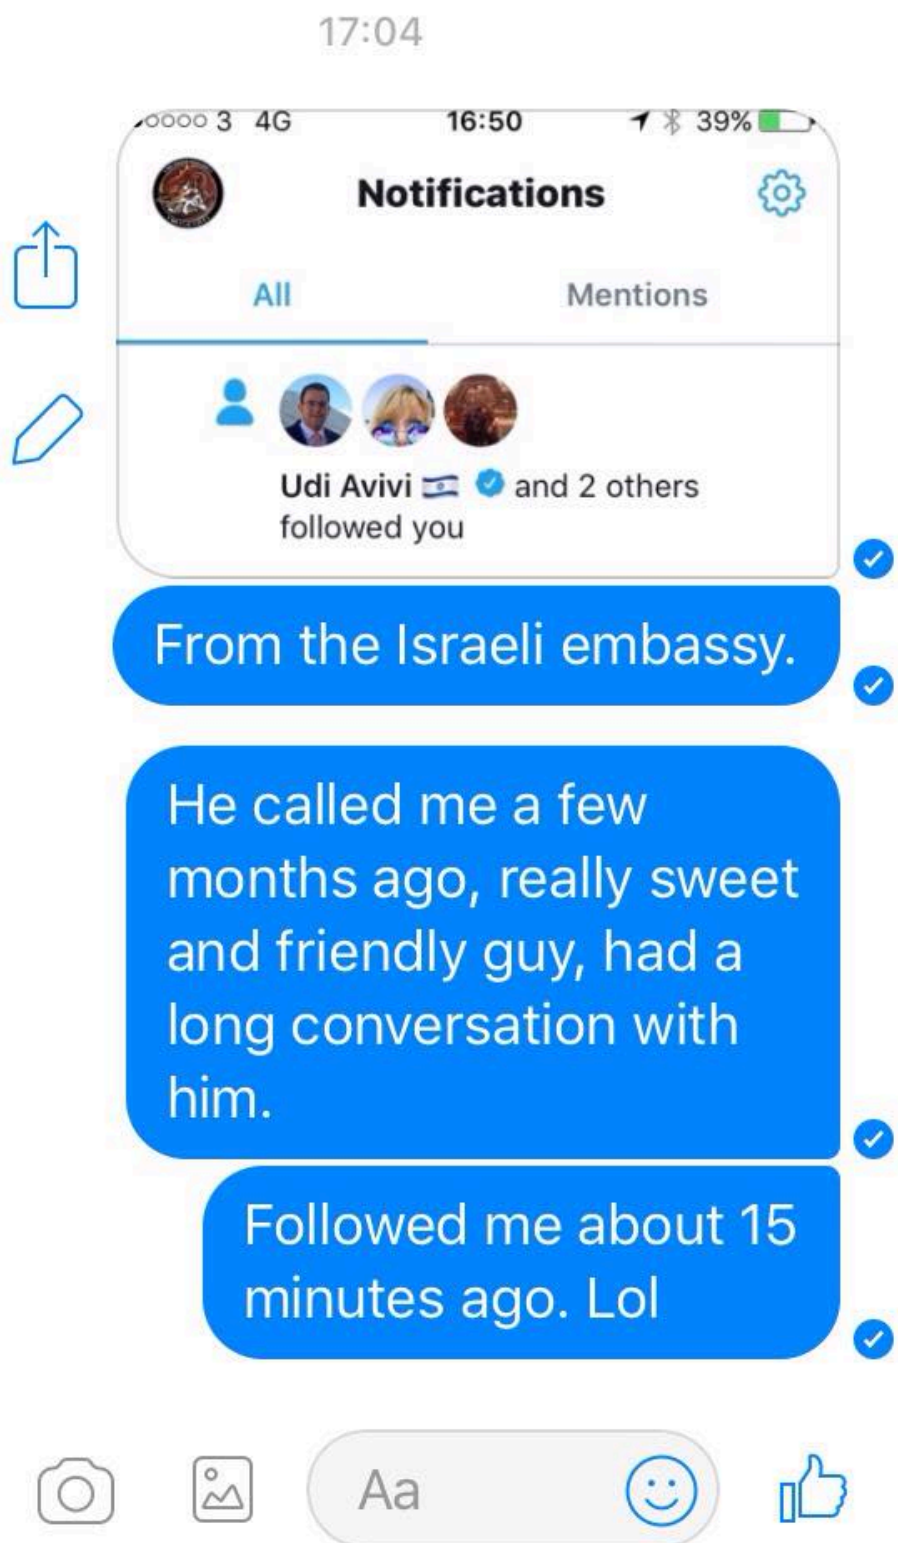 17:04
3 4G 16:50 39%
Notifications
All Mentions
Udi Avivi and 2 others
followed you
From the Israeli embassy.
He called me a few
months ago, really sweet
and friendly guy, had a
long conversation with
him.
Followed me about 15
minutes ago. Lol
Aa